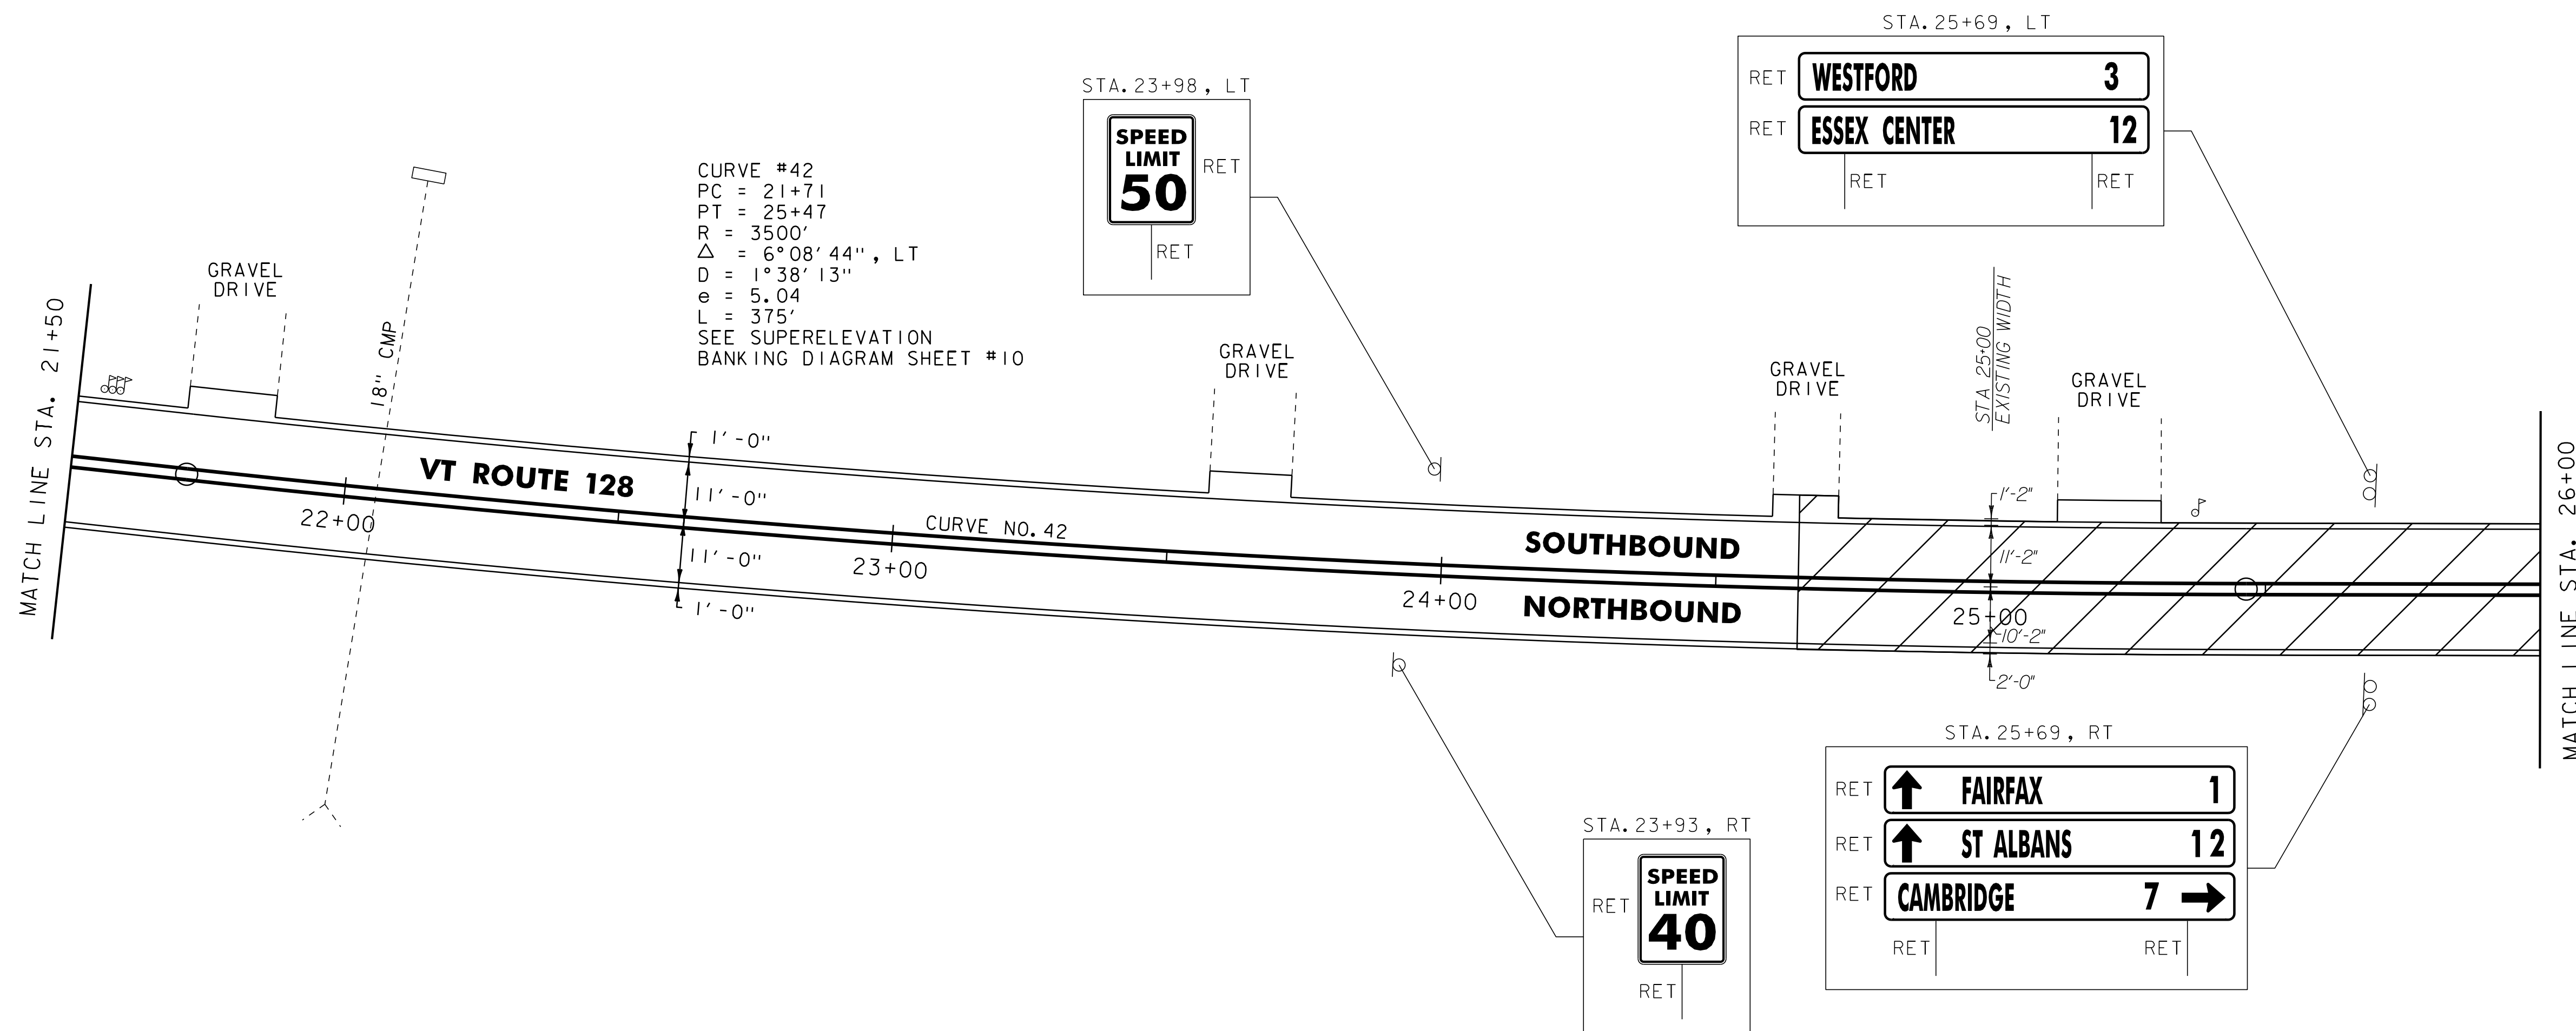 STA. 25+69, LT
RET WESTFORD 3
RET ESSEX CENTER 12
RET RET
STA. 23+98, LT
SPEED
LIMIT
50
RET
RET
CURVE #42
PC = 21+71
PT = 25+47
R = 3500'
△ = 6°08'44", LT
D = 1°38'13"
e = 5.04
L = 375'
SEE SUPERELEVATION
BANKING DIAGRAM SHEET #10
MATCH LINE STA. 21+50
GRAVEL
DRIVE
18" CMP
GRAVEL
DRIVE
GRAVEL
DRIVE
STA 25+00
EXISTING WIDTH
GRAVEL
DRIVE
MATCH LINE STA. 26+00
1'-0"
11'-0"
11'-0"
1'-0"
VT ROUTE 128
22+00
CURVE NO. 42
23+00
SOUTHBOUND
24+00
NORTHBOUND
1'-2"
11'-2"
25+00
10'-2"
2'-0"
STA. 25+69, RT
RET ↑ FAIRFAX 1
RET ↑ ST ALBANS 12
RET CAMBRIDGE 7 →
RET RET
STA. 23+93, RT
SPEED
LIMIT
40
RET
RET